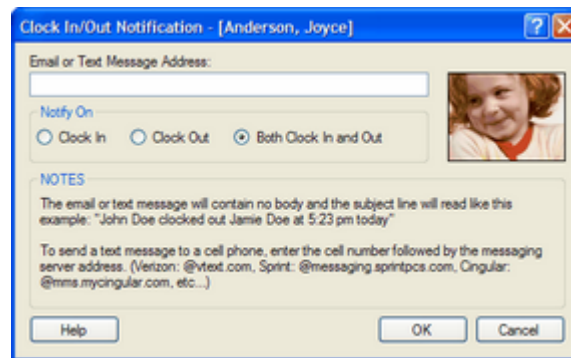 Clock In/Out Notification - [Anderson, Joyce]
Email or Text Message Address:
Notify On
Clock In Clock Out Both Clock In and Out
NOTES
The email or text message will contain no body and the subject line will read like this
example: "John Doe clocked out Jamie Doe at 5:23 pm today"
To send a text message to a cell phone, enter the cell number followed by the messaging
server address. (Verizon: @vtext.com, Sprint: @messaging.sprintpcs.com, Cingular:
@mms.mycingular.com, etc...)
Help OK Cancel